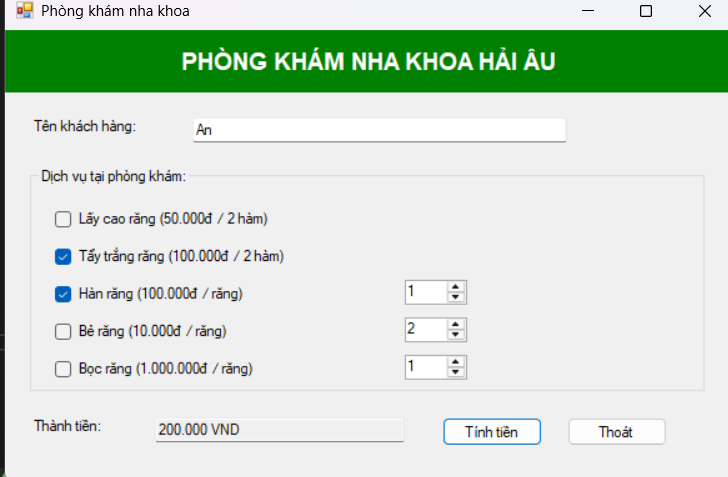 Phòng khám nha khoa
PHÒNG KHÁM NHA KHOA HẢI ÂU
Tên khách hàng: An
Dịch vụ tại phòng khám:
Lấy cao răng (50.000đ / 2 hàm)
Tẩy trắng răng (100.000đ / 2 hàm)
Hàn răng (100.000đ / răng) 1
Bẻ răng (10.000đ / răng) 2
Bọc răng (1.000.000đ / răng) 1
Thành tiền: 200.000 VND Tính tiền Thoát